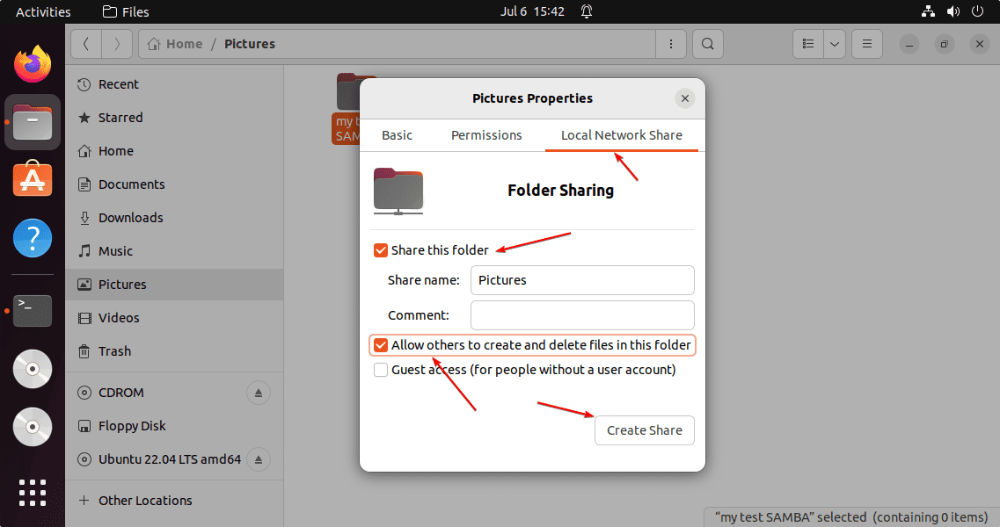 Activities
Files
Jul 6 15:42
Home / Pictures
Recent
Starred
Home
Documents
Downloads
Music
Pictures
Videos
Trash
CDROM
Floppy Disk
Ubuntu 22.04 LTS amd64
+ Other Locations
my t
SAM
Pictures Properties
Basic
Permissions
Local Network Share
Folder Sharing
Share this folder
Share name: Pictures
Comment:
Allow others to create and delete files in this folder
Guest access (for people without a user account)
Create Share
“my test SAMBA” selected (containing 0 items)